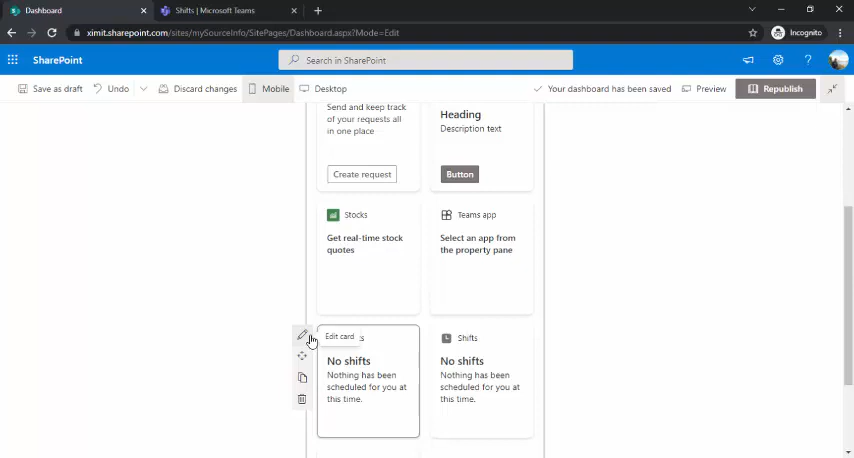 Dashboard
Shifts | Microsoft Teams
ximit.sharepoint.com/sites/mySourceInfo/SitePages/Dashboard.aspx?Mode=Edit
Incognito
SharePoint
Search in SharePoint
Save as draft
Undo
Discard changes
Mobile
Desktop
Your dashboard has been saved
Preview
Republish
Send and keep track
of your requests all
in one place
Create request
Heading
Description text
Button
Stocks
Get real-time stock
quotes
Teams app
Select an app from
the property pane
Edit card
No shifts
Nothing has been
scheduled for you at
this time.
Shifts
No shifts
Nothing has been
scheduled for you at
this time.